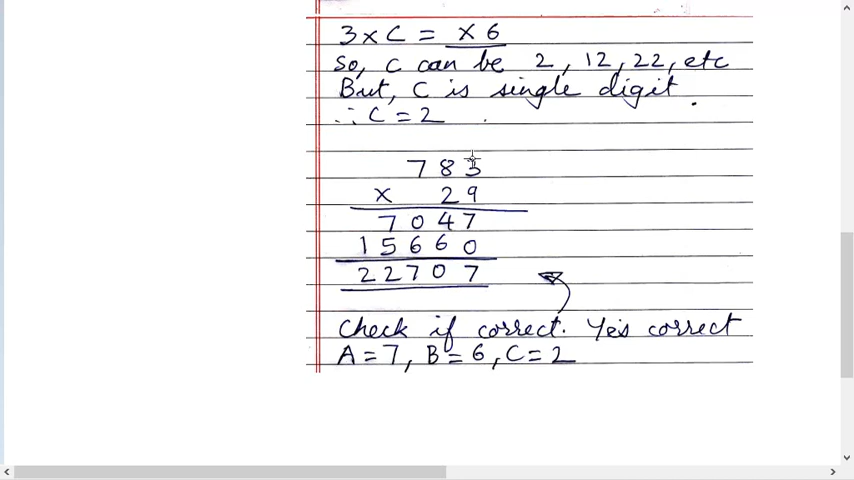 3 x C = x 6
So, C can be 2, 12, 22, etc
But, C is single digit.
∴ C = 2 .
7 8 3
x 2 9
7 0 4 7
1 5 6 6 0
2 2 7 0 7
Check if correct. Yes correct
A = 7, B = 6, C = 2